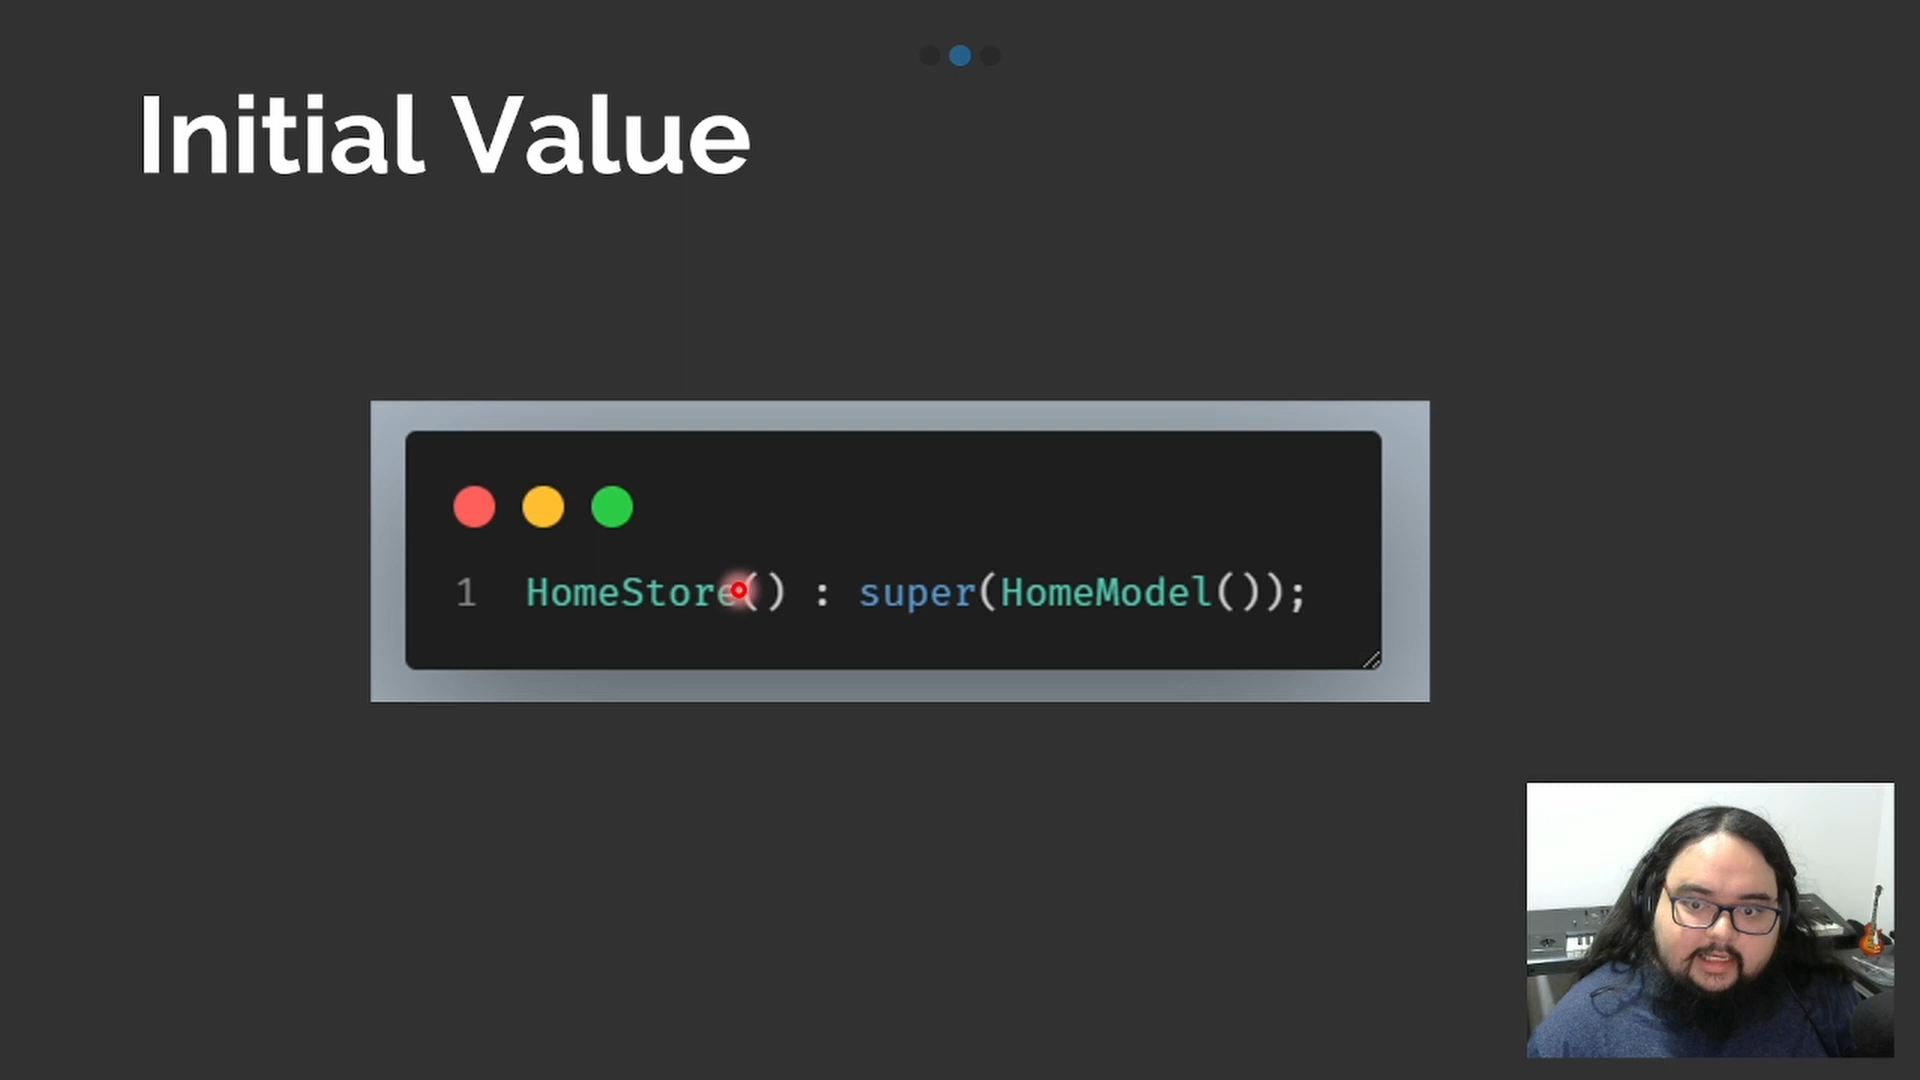 Initial Value
1 HomeStore() : super(HomeModel());